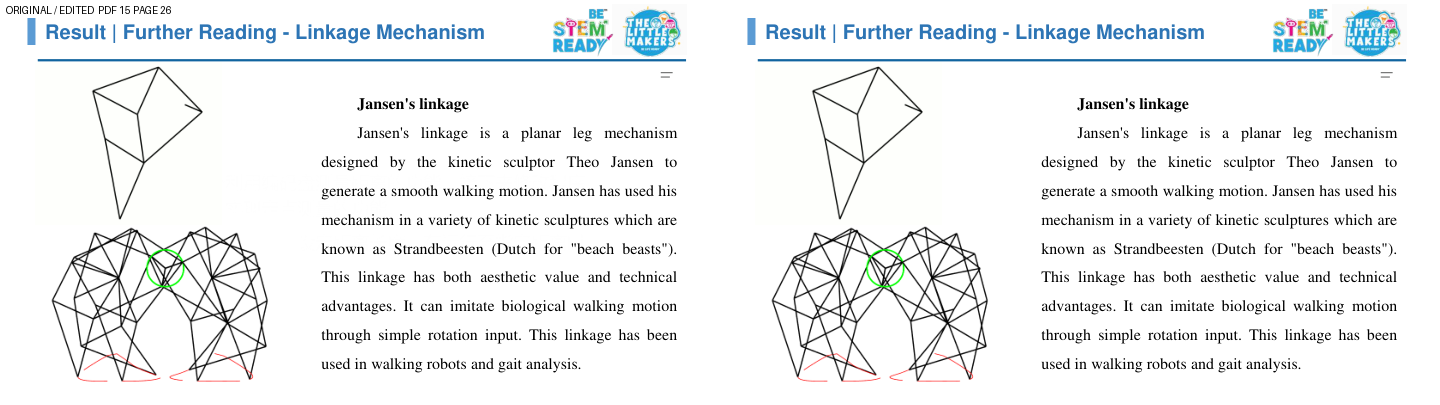 ORIGINAL / EDITED PDF 15 PAGE 26
Result | Further Reading - Linkage Mechanism
BE
STEM
READY
THE
LITTLE
MAKERS
Jansen's linkage
Jansen's linkage is a planar leg mechanism
designed by the kinetic sculptor Theo Jansen to
generate a smooth walking motion. Jansen has used his
mechanism in a variety of kinetic sculptures which are
known as Strandbeesten (Dutch for "beach beasts").
This linkage has both aesthetic value and technical
advantages. It can imitate biological walking motion
through simple rotation input. This linkage has been
used in walking robots and gait analysis.
Result | Further Reading - Linkage Mechanism
BE
STEM
READY
THE
LITTLE
MAKERS
Jansen's linkage
Jansen's linkage is a planar leg mechanism
designed by the kinetic sculptor Theo Jansen to
generate a smooth walking motion. Jansen has used his
mechanism in a variety of kinetic sculptures which are
known as Strandbeesten (Dutch for "beach beasts").
This linkage has both aesthetic value and technical
advantages. It can imitate biological walking motion
through simple rotation input. This linkage has been
used in walking robots and gait analysis.